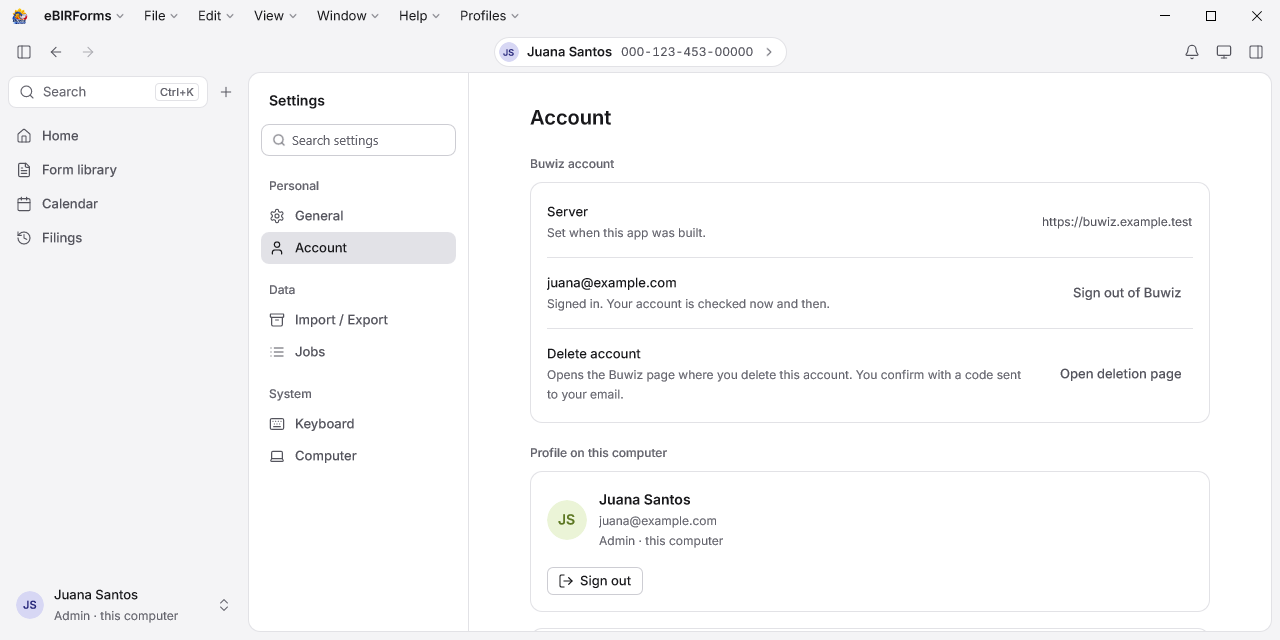 eBIRForms File Edit View Window Help Profiles
JS Juana Santos 000-123-453-00000
Search Ctrl+K
Home
Form library
Calendar
Filings
JS Juana Santos
Admin · this computer
Settings
Search settings
Personal
General
Account
Data
Import / Export
Jobs
System
Keyboard
Computer
Account
Buwiz account
Server
Set when this app was built.
https://buwiz.example.test
juana@example.com
Signed in. Your account is checked now and then.
Sign out of Buwiz
Delete account
Opens the Buwiz page where you delete this account. You confirm with a code sent
to your email.
Open deletion page
Profile on this computer
JS Juana Santos
juana@example.com
Admin · this computer
Sign out